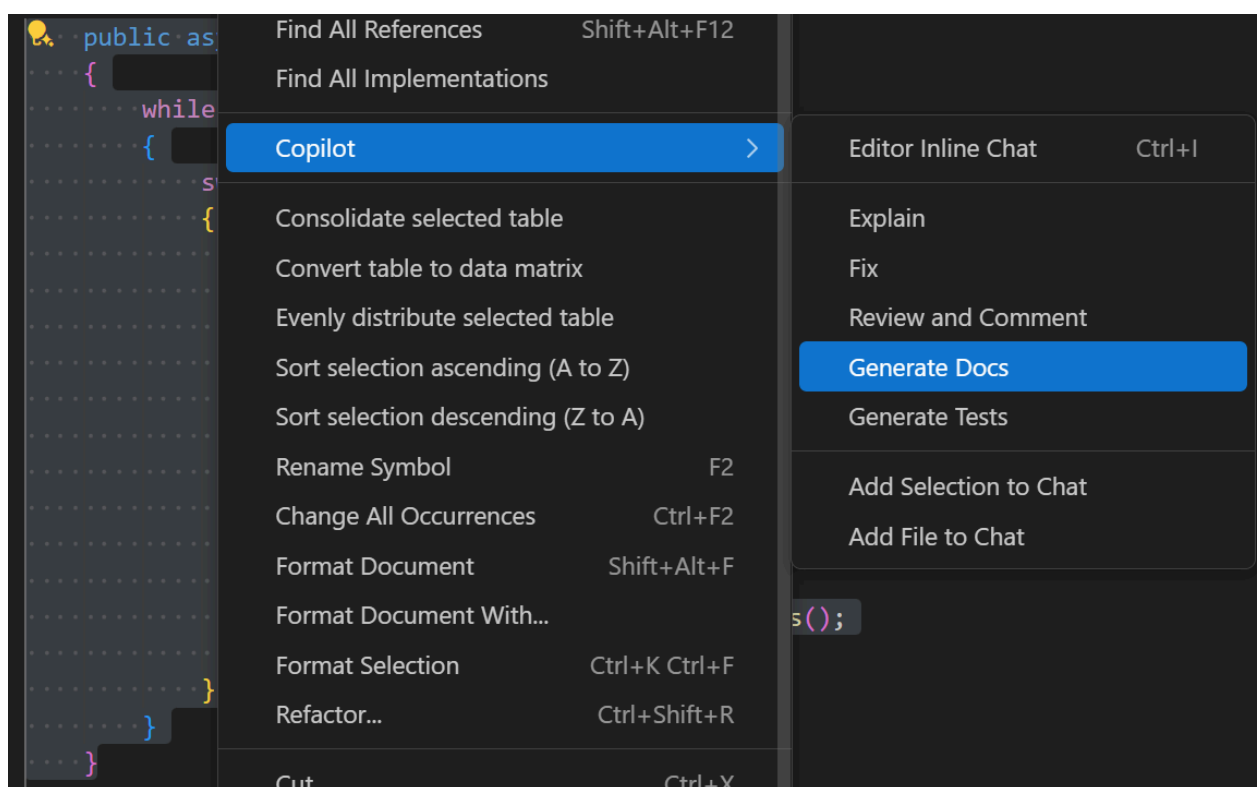 public as
{
while
{
s
{
}
}
}
Find All References Shift+Alt+F12
Find All Implementations
Copilot
Consolidate selected table
Convert table to data matrix
Evenly distribute selected table
Sort selection ascending (A to Z)
Sort selection descending (Z to A)
Rename Symbol F2
Change All Occurrences Ctrl+F2
Format Document Shift+Alt+F
Format Document With...
Format Selection Ctrl+K Ctrl+F
Refactor... Ctrl+Shift+R
Cut Ctrl+X
Editor Inline Chat Ctrl+I
Explain
Fix
Review and Comment
Generate Docs
Generate Tests
Add Selection to Chat
Add File to Chat
s();